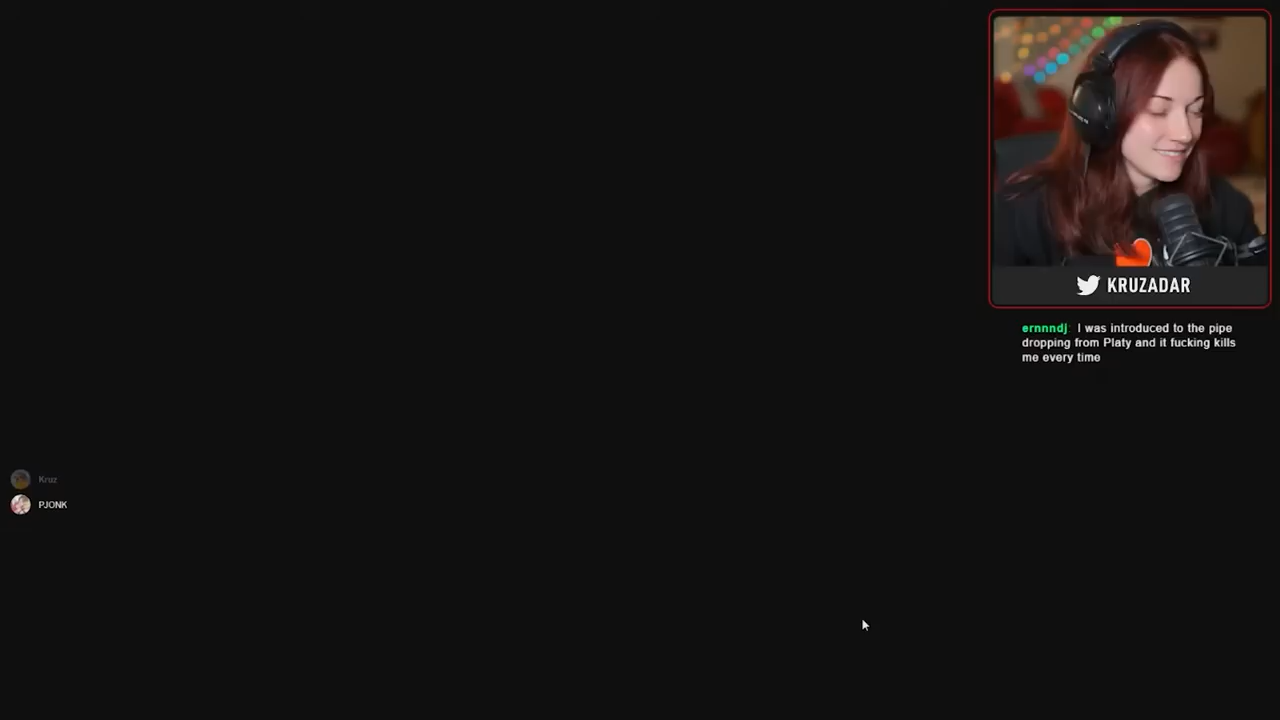 KRUZADAR
ernnndj: I was introduced to the pipe
dropping from Platy and it fucking kills
me every time
Kruz
PJONK